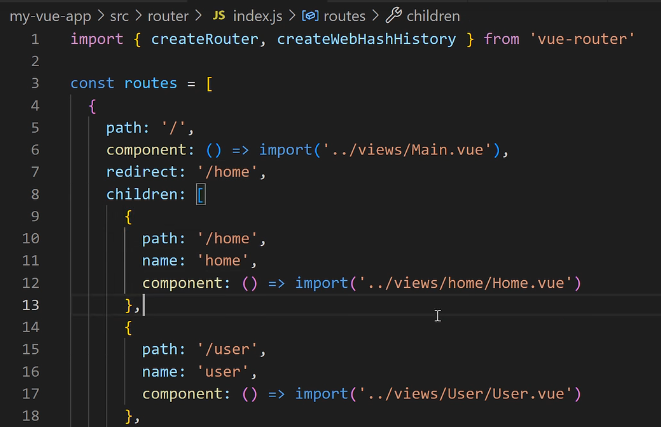 my-vue-app > src > router > JS index.js > routes > children
1 import { createRouter, createWebHashHistory } from 'vue-router'
2
3 const routes = [
4 {
5 path: '/',
6 component: () => import('../views/Main.vue'),
7 redirect: '/home',
8 children: [
9 {
10 path: '/home',
11 name: 'home',
12 component: () => import('../views/home/Home.vue')
13 },
14 {
15 path: '/user',
16 name: 'user',
17 component: () => import('../views/User/User.vue')
18 },